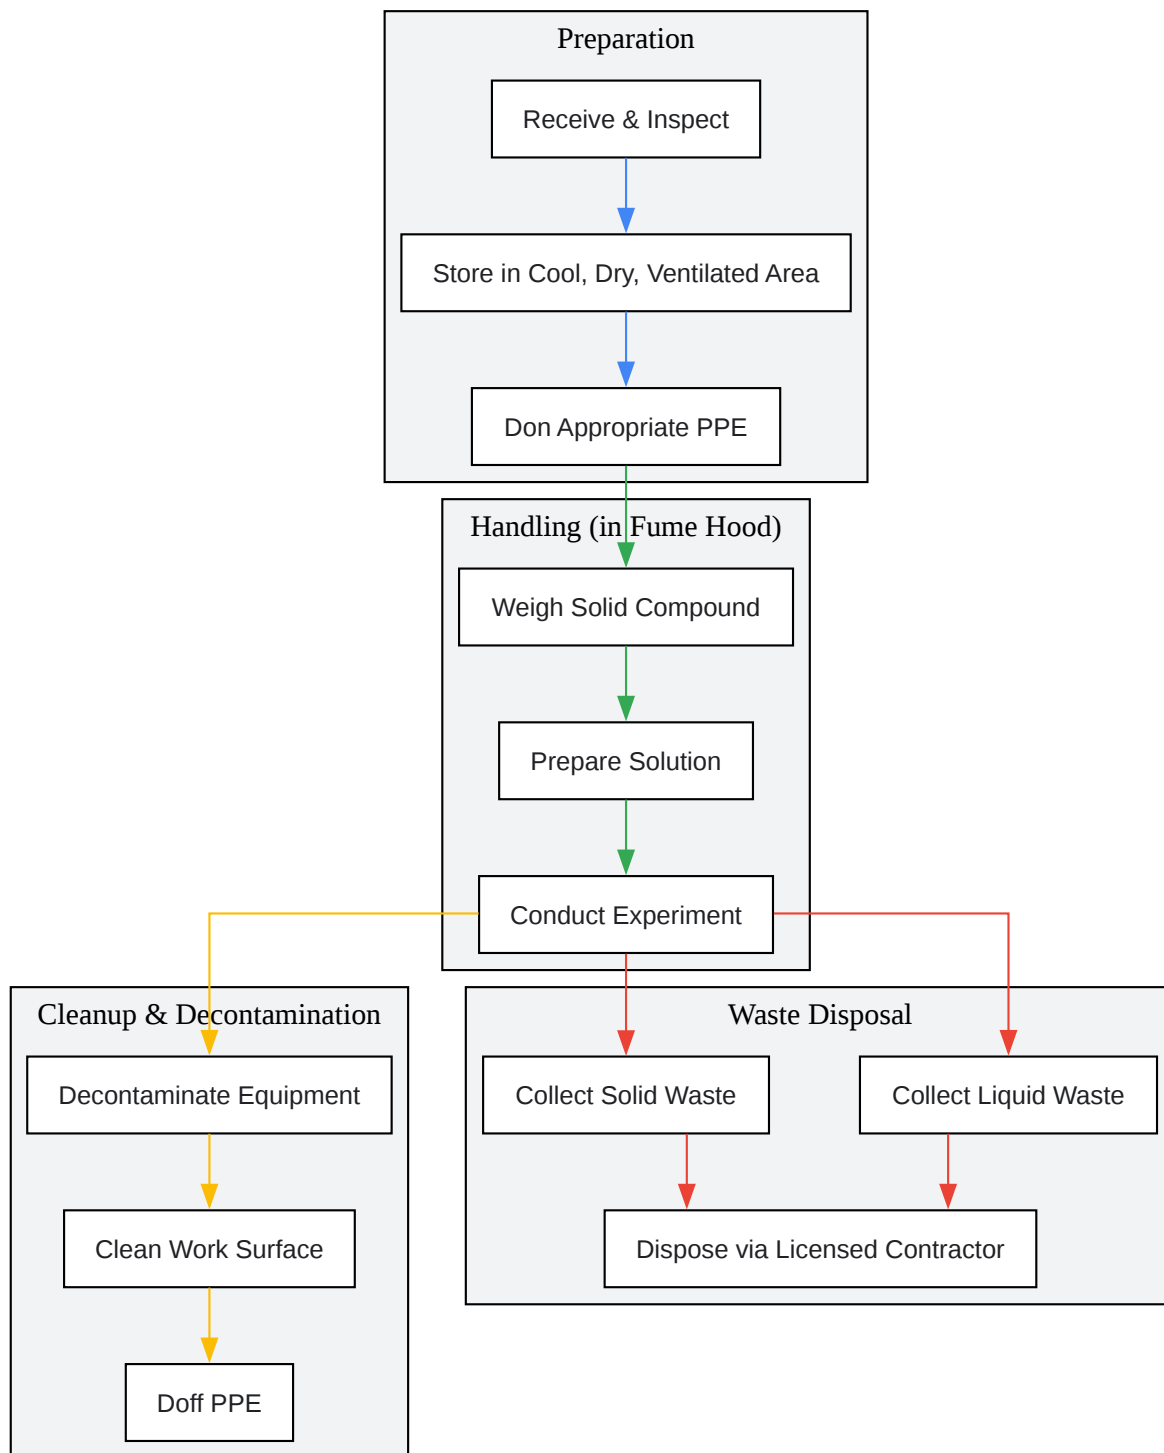 Preparation
Receive & Inspect
Store in Cool, Dry, Ventilated Area
Don Appropriate PPE
Handling (in Fume Hood)
Weigh Solid Compound
Prepare Solution
Conduct Experiment
Cleanup & Decontamination
Decontaminate Equipment
Clean Work Surface
Doff PPE
Waste Disposal
Collect Solid Waste
Collect Liquid Waste
Dispose via Licensed Contractor